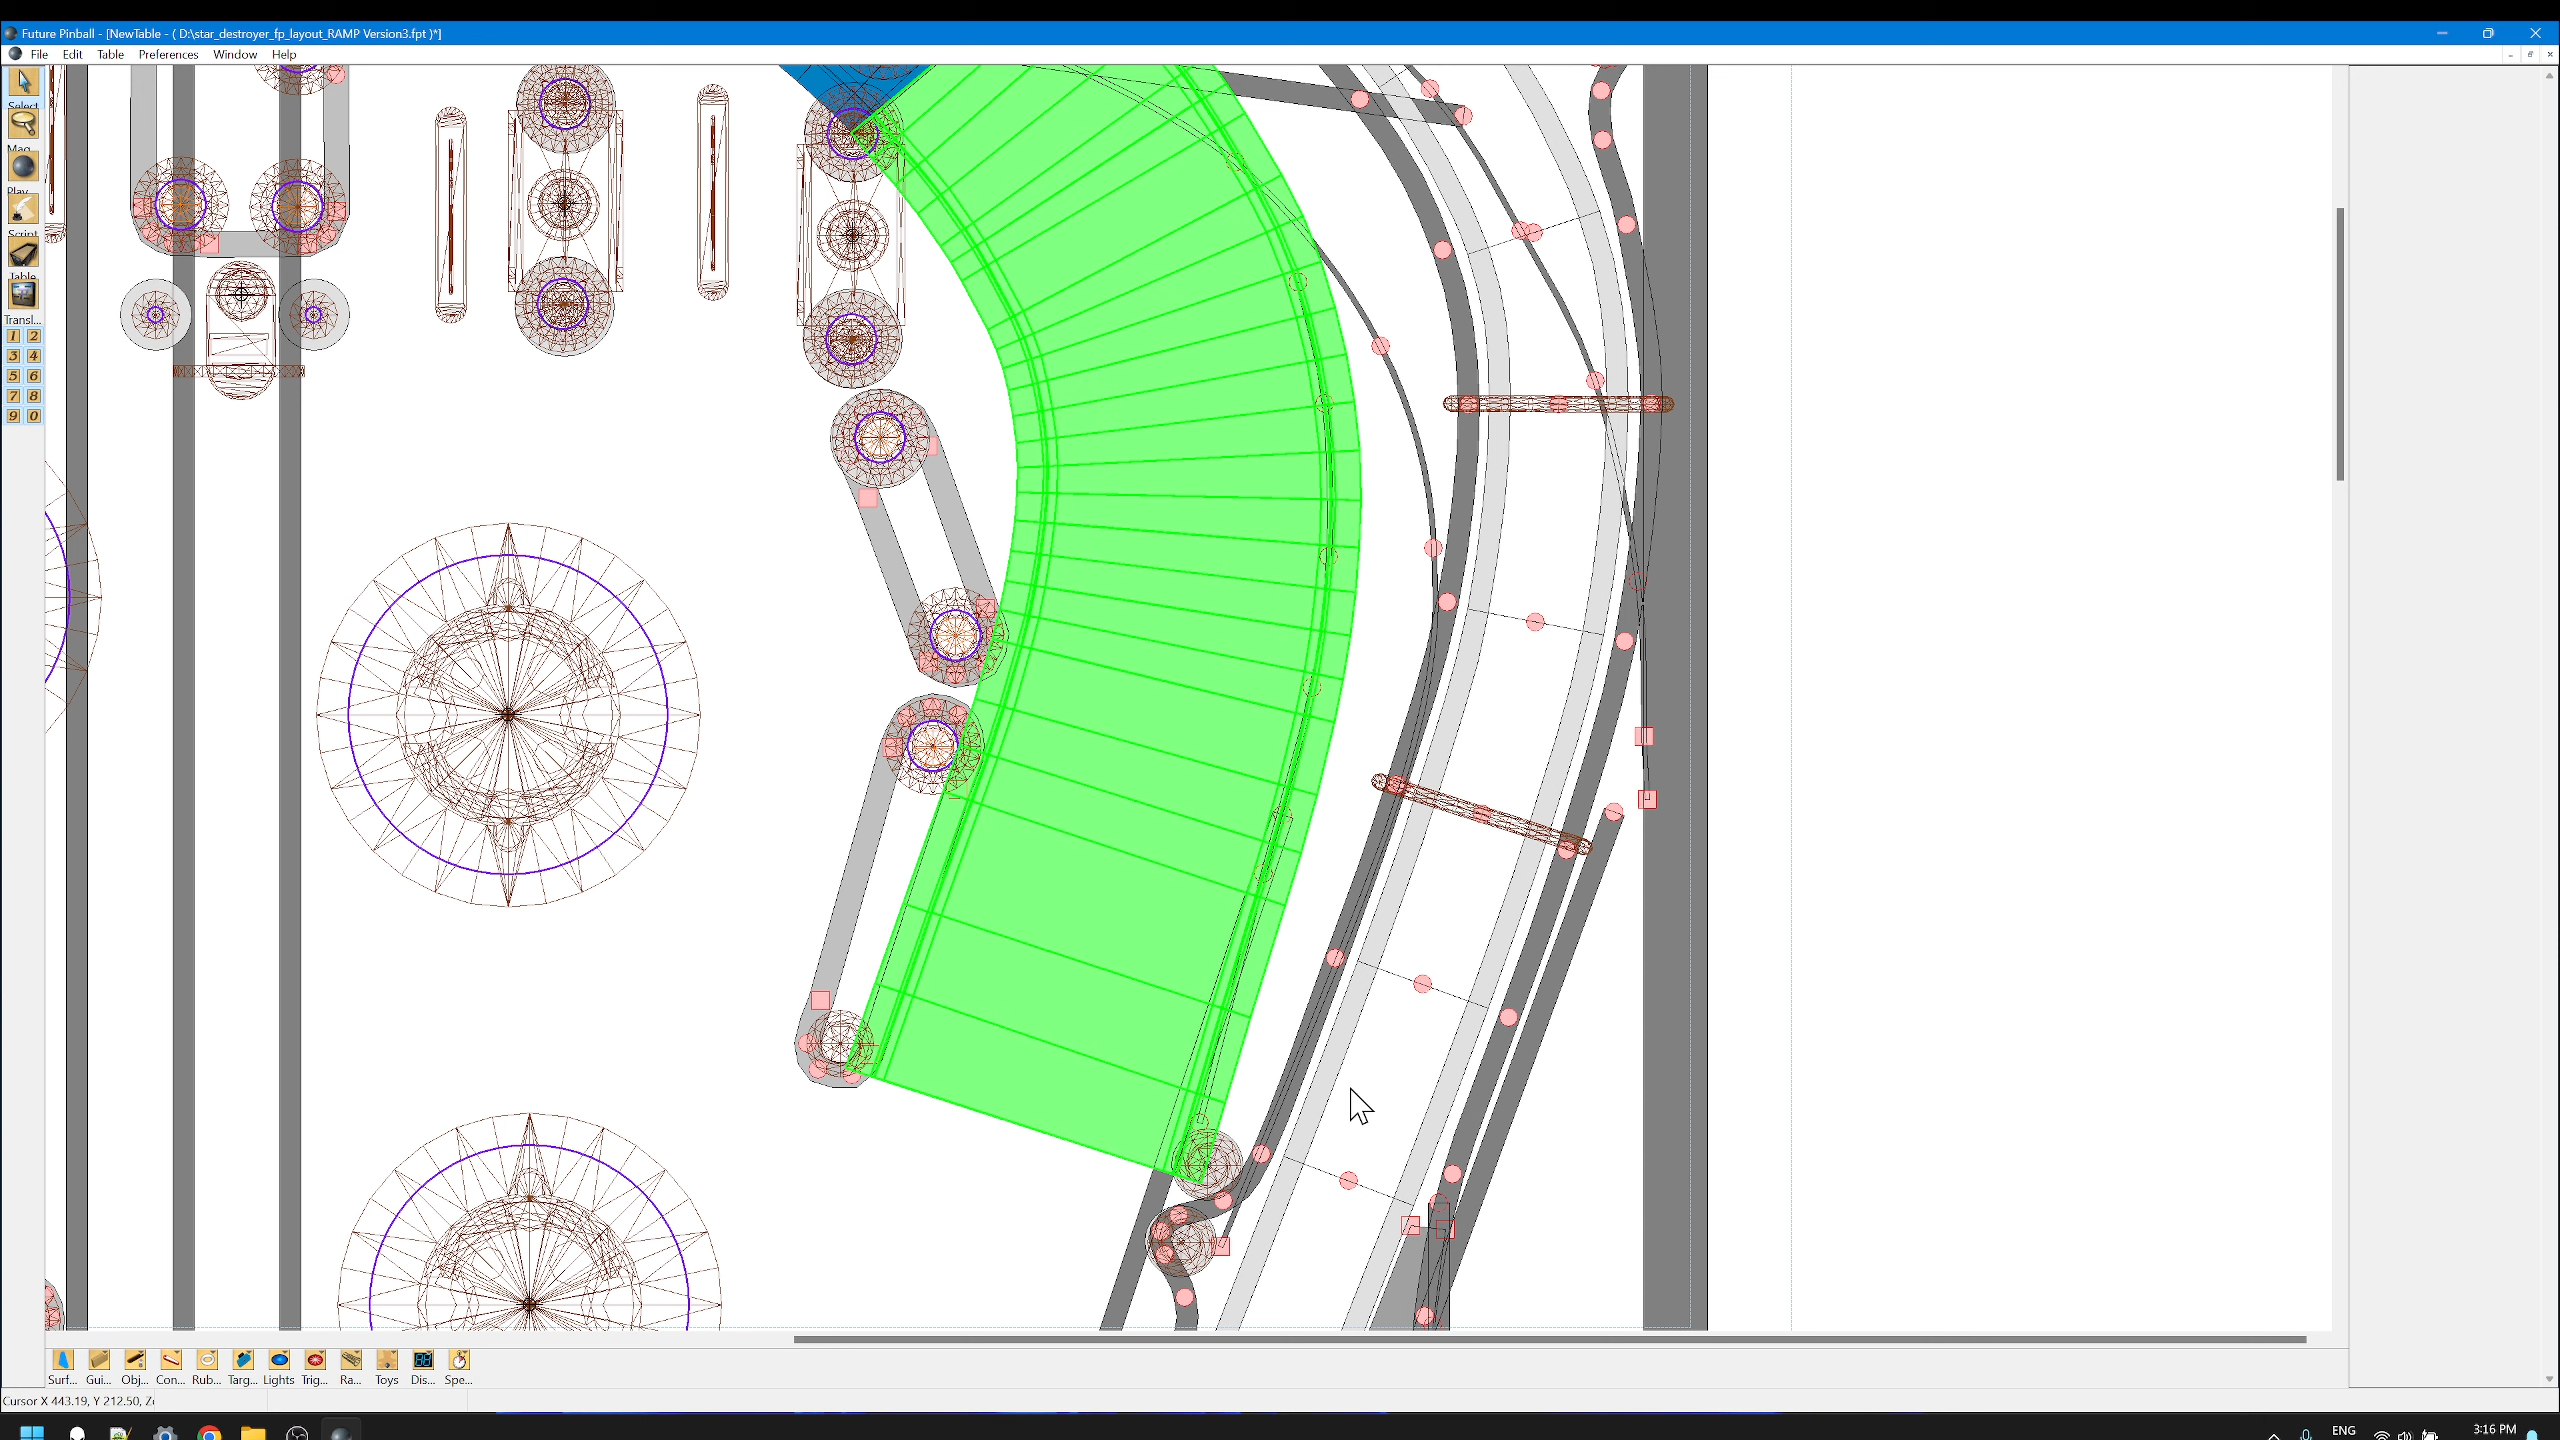 Future Pinball - [NewTable - ( D:\star_destroyer_fp_layout_RAMP Version3.fpt )*]
File Edit Table Preferences Window Help
Select
Mag
Play
Script
Table
Transl...
1 2
3 4
5 6
7 8
9 0
Surf... Gui... Obj... Con... Rub... Targ... Lights Trig... Ra... Toys Dis... Spe...
Cursor X 443.19, Y 212.50, Z
ENG
3:16 PM